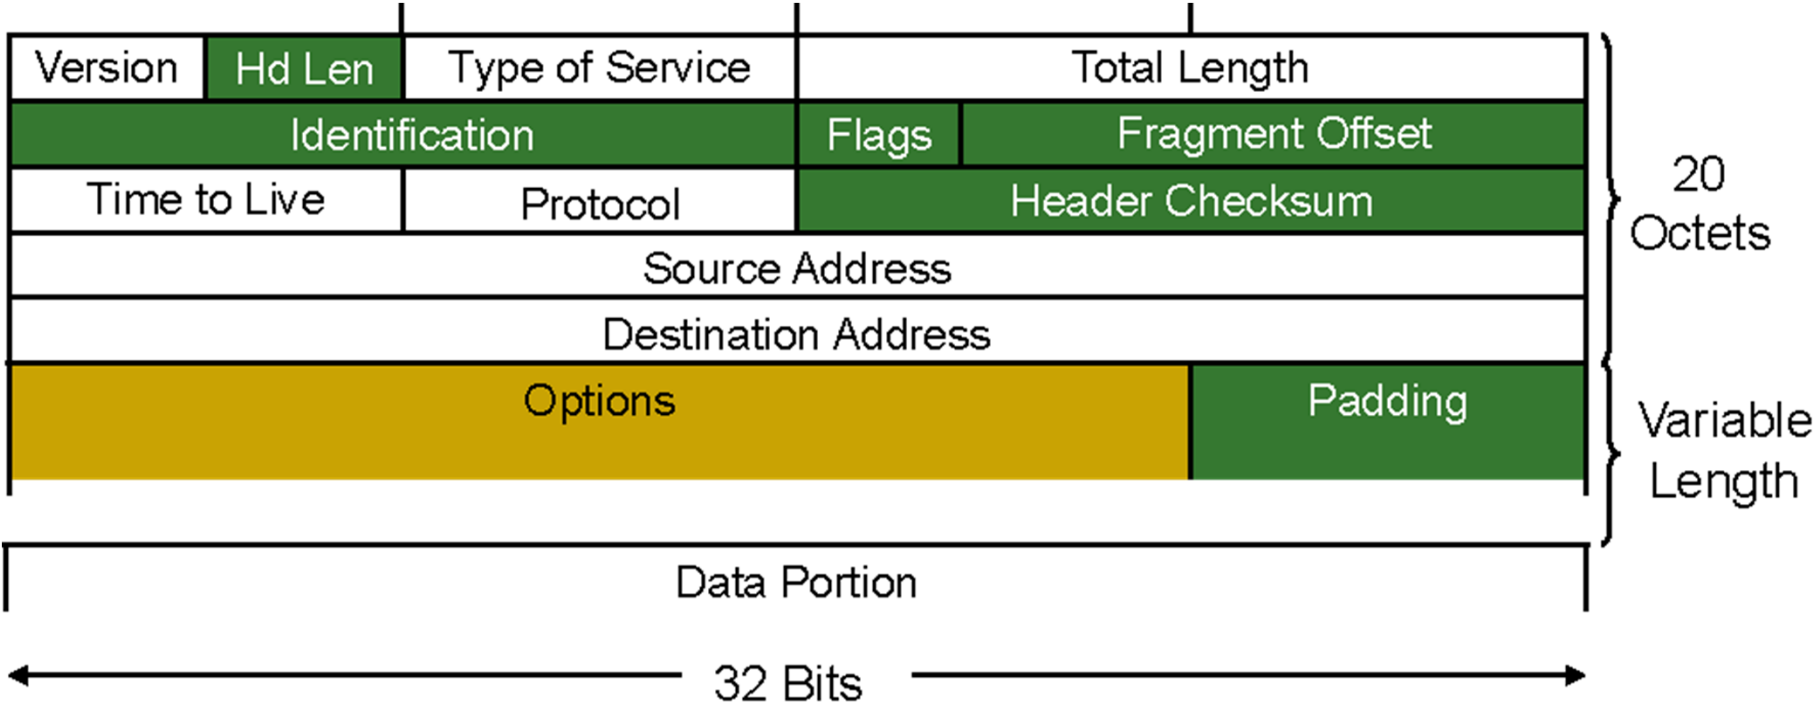 Version Hd Len Type of Service Total Length
Identification Flags Fragment Offset
Time to Live Protocol Header Checksum
20
Octets
Source Address
Destination Address
Options Padding
Variable
Length
Data Portion
32 Bits